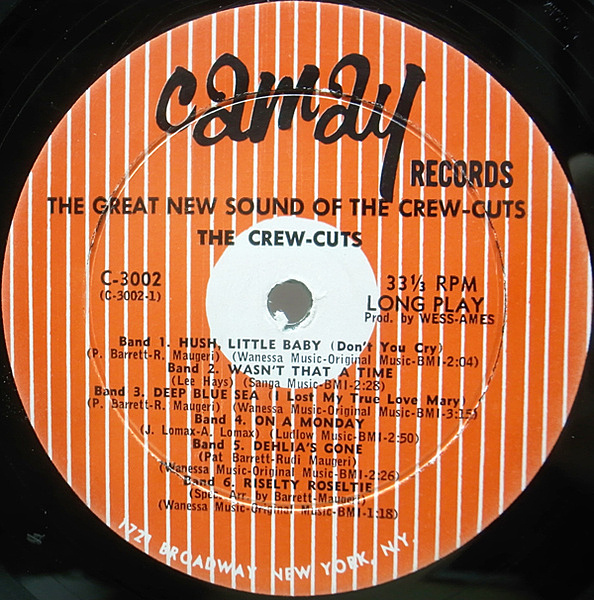 camay
RECORDS
THE GREAT NEW SOUND OF THE CREW-CUTS
THE CREW-CUTS
C-3002
(C-3002-1)
33⅓ RPM
LONG PLAY
Prod. by WESS-AMES
Band 1. HUSH, LITTLE BABY (Don't You Cry)
(P. Barrett-R. Maugeri) (Wanessa Music-Original Music-BMI-2:04)
Band 2. WASN'T THAT A TIME
(Lee Hays) (Sanga Music-BMI-2:28)
Band 3. DEEP BLUE SEA (I Lost My True Love Mary)
(P. Barrett-R. Maugeri) (Wanessa Music-Original Music-BMI-3:15)
Band 4. ON A MONDAY
(J. Lomax-A. Lomax) (Ludlow Music-BMI-2:50)
Band 5. DEHLIA'S GONE
(Pat Barrett-Rudi Maugeri)
(Wanessa Music-Original Music-BMI-2:26)
Band 6. RISELTY ROSELTIE
(Spec. Arr. by Barrett-Maugeri)
(Wanessa Music-Original Music-BMI-1:18)
1721 BROADWAY NEW YORK, N.Y.